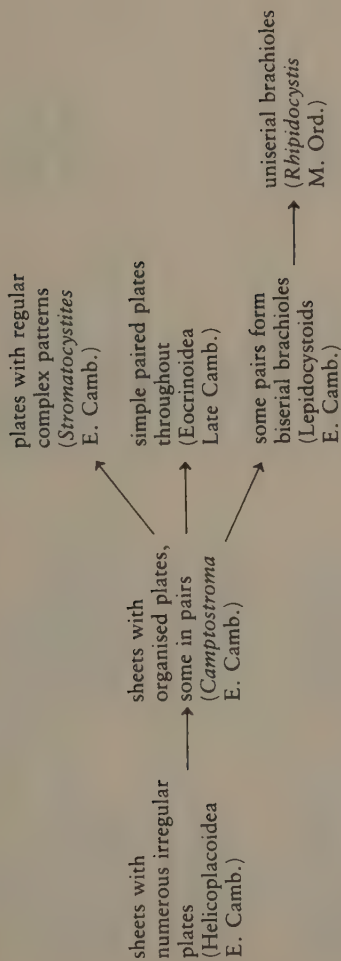 sheets with
numerous irregular
plates
(Helicoplacoidea
E. Camb.)
sheets with
organised plates,
some in pairs
(Camptostroma
E. Camb.)
plates with regular
complex patterns
(Stromatocystites
E. Camb.)
simple paired plates
throughout
(Eocrinoidea
Late Camb.)
some pairs form
biserial brachioles
(Lepidocystoids
E. Camb.)
uniserial brachioles
(Rhipidocystis
M. Ord.)